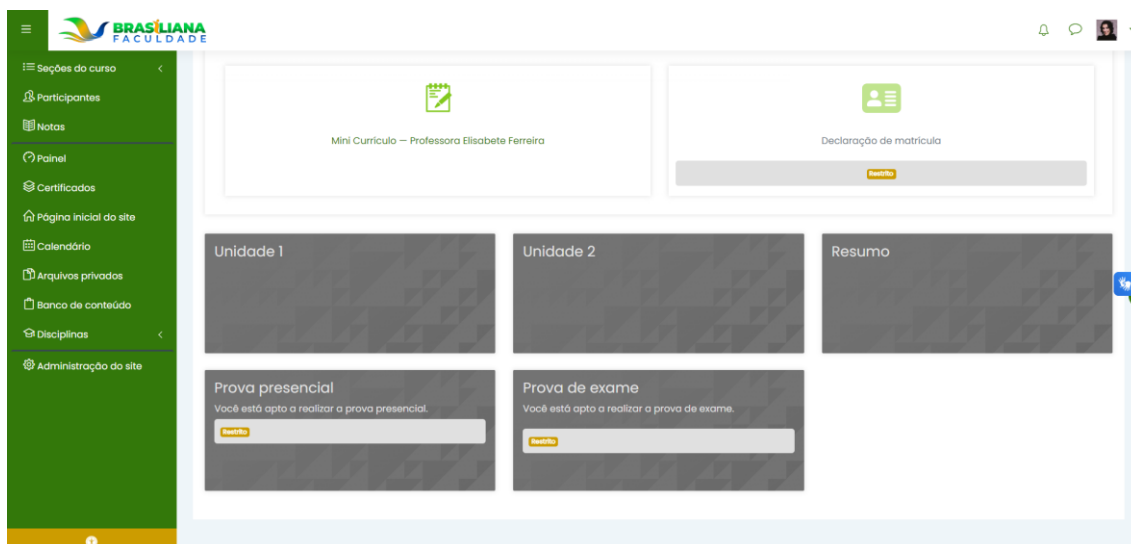 BRASILIANA
FACULDADE
Seções do curso
Participantes
Notas
Painel
Certificados
Página inicial do site
Calendário
Arquivos privados
Banco de conteúdo
Disciplinas
Administração do site
Mini Currículo – Professora Elisabete Ferreira
Declaração de matrícula
Restrito
Unidade 1
Unidade 2
Resumo
Prova presencial
Você está apto a realizar a prova presencial.
Restrito
Prova de exame
Você está apto a realizar a prova de exame.
Restrito